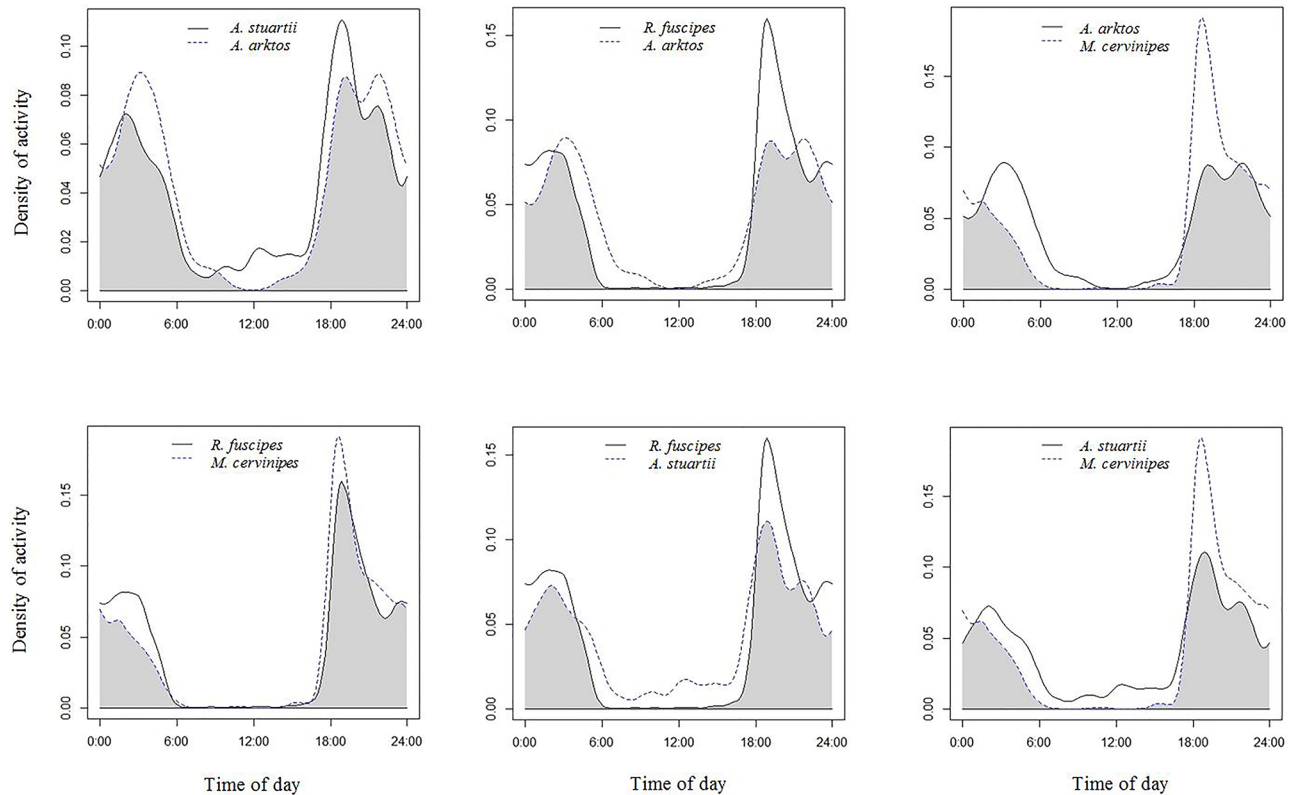 A. stuartii
A. arktos
Density of activity
0.00 0.02 0.04 0.06 0.08 0.10
0:00 6:00 12:00 18:00 24:00
R. fuscipes
A. arktos
0.00 0.05 0.10 0.15
0:00 6:00 12:00 18:00 24:00
A. arktos
M. cervinipes
0.00 0.05 0.10 0.15
0:00 6:00 12:00 18:00 24:00
R. fuscipes
M. cervinipes
Density of activity
0.00 0.05 0.10 0.15
0:00 6:00 12:00 18:00 24:00
Time of day
R. fuscipes
A. stuartii
0.00 0.05 0.10 0.15
0:00 6:00 12:00 18:00 24:00
Time of day
A. stuartii
M. cervinipes
0.00 0.05 0.10 0.15
0:00 6:00 12:00 18:00 24:00
Time of day